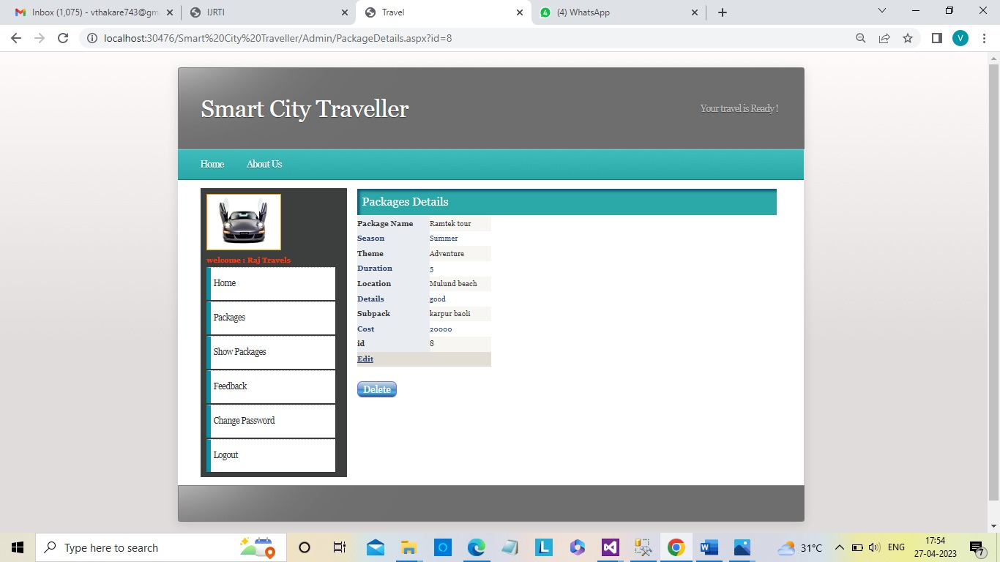 Inbox (1,075) - vthakare743@gm
IJRTI
Travel
(4) WhatsApp
localhost:30476/Smart%20City%20Traveller/Admin/PackageDetails.aspx?id=8
V
Smart City Traveller
Your travel is Ready !
Home About Us
welcome : Raj Travels
Home
Packages
Show Packages
Feedback
Change Password
Logout
Packages Details
Package Name Ramtek tour
Season Summer
Theme Adventure
Duration 5
Location Mulund beach
Details good
Subpack karpur baoli
Cost 20000
id 8
Edit
Delete
Type here to search
31°C
ENG
17:54
27-04-2023
7